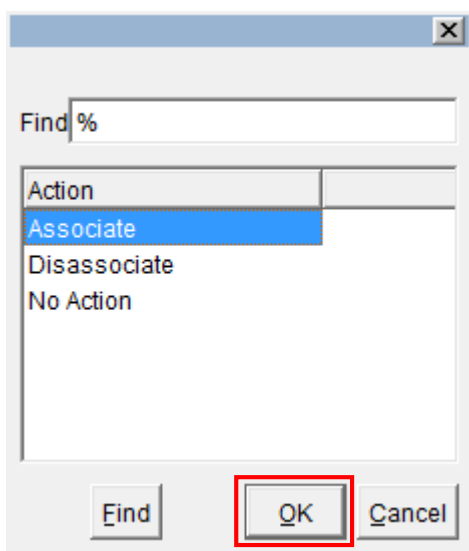 Find %
Action
Associate
Disassociate
No Action
Find OK Cancel